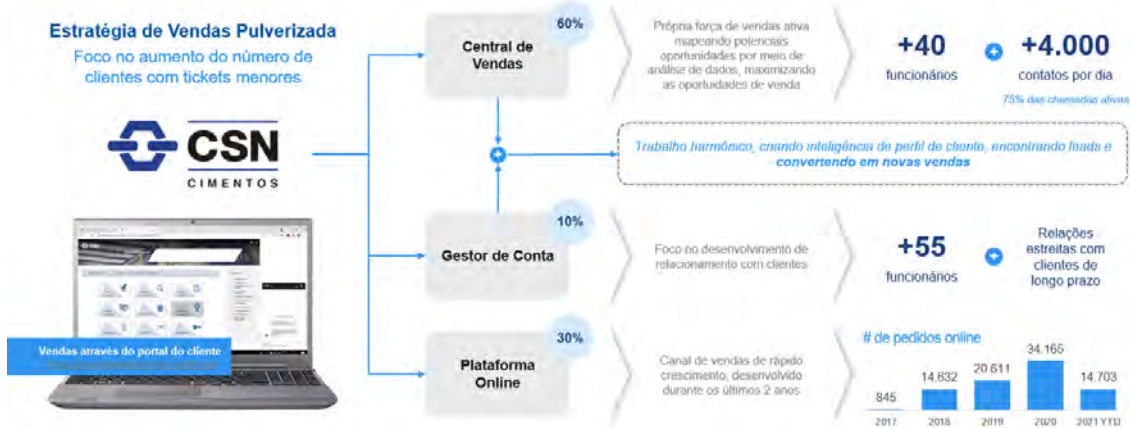 Estratégia de Vendas Pulverizada
Foco no aumento do número de
clientes com tickets menores
CSN
CIMENTOS
Vendas através do portal do cliente
60%
Central de
Vendas
Própria força de vendas ativa
mapeando potenciais
oportunidades por meio de
análise de dados, maximizando
as oportuidades de venda
+40
funcionários
+4.000
contatos por dia
75% das chamadas ativas
Trabalho harmônico, criando inteligência de perfil de cliente, encontrando leads e
convertendo em novas vendas
10%
Gestor de Conta
Foco no desenvolvimento de
relacionamento com clientes
+55
funcionários
Relações
estreitas com
clientes de
longo prazo
30%
Plataforma
Online
Canal de vendas de rápido
crescimento, desenvolvido
durante os últimos 2 anos
# de pedidos online
845
14.632
20.611
34.165
14.703
2017
2018
2019
2020
2021 YTD